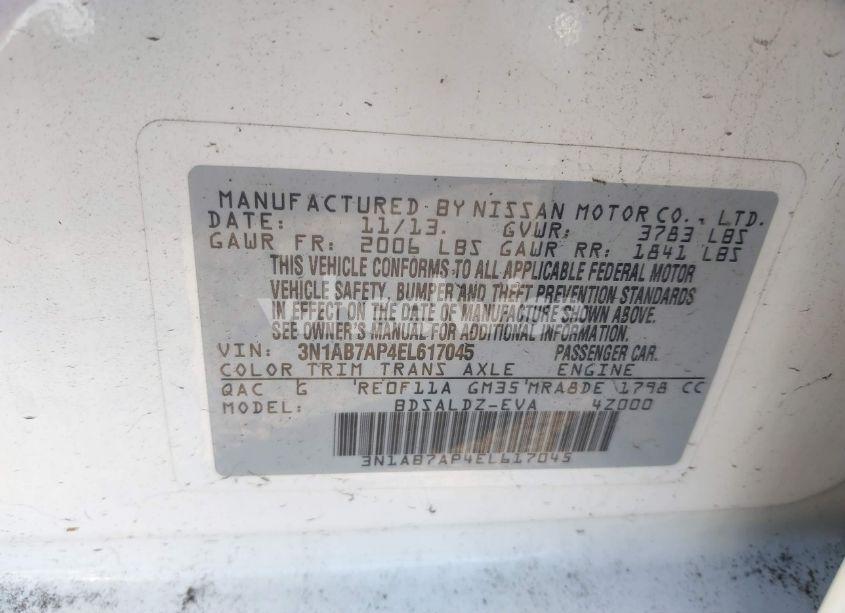 MANUFACTURED BY NISSAN MOTOR CO., LTD.
DATE: 11/13. GVWR: 3783 LBS
GAWR FR: 2006 LBS GAWR RR: 1841 LBS
THIS VEHICLE CONFORMS TO ALL APPLICABLE FEDERAL MOTOR
VEHICLE SAFETY, BUMPER AND THEFT PREVENTION STANDARDS
IN EFFECT ON THE DATE OF MANUFACTURE SHOWN ABOVE.
SEE OWNER'S MANUAL FOR ADDITIONAL INFORMATION.
VIN: 3N1AB7AP4EL617045 PASSENGER CAR.
COLOR TRIM TRANS AXLE ENGINE
QAC G RE0F11A GM35 MRA8DE 1798 CC
MODEL: BDSALDZ-EVA 4Z000
3N1AB7AP4EL617045